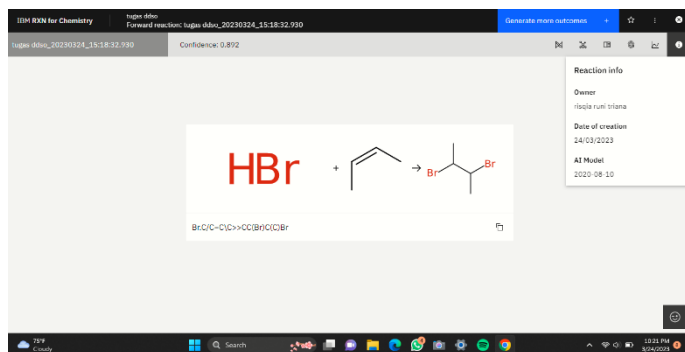 IBM RXN for Chemistry
tugas ddso
Forward reaction: tugas ddso_20230324_15:18:32.930
Generate more outcomes +
tugas ddso_20230324_15:18:32.930
Confidence: 0.892
Reaction info
Owner
risqia runi triana
Date of creation
24/03/2023
AI Model
2020-08-10
HBr + → Br Br
Br.C/C=C\C>>CC(Br)C(C)Br
75°F
Cloudy
Search
10:21 PM
3/24/2023